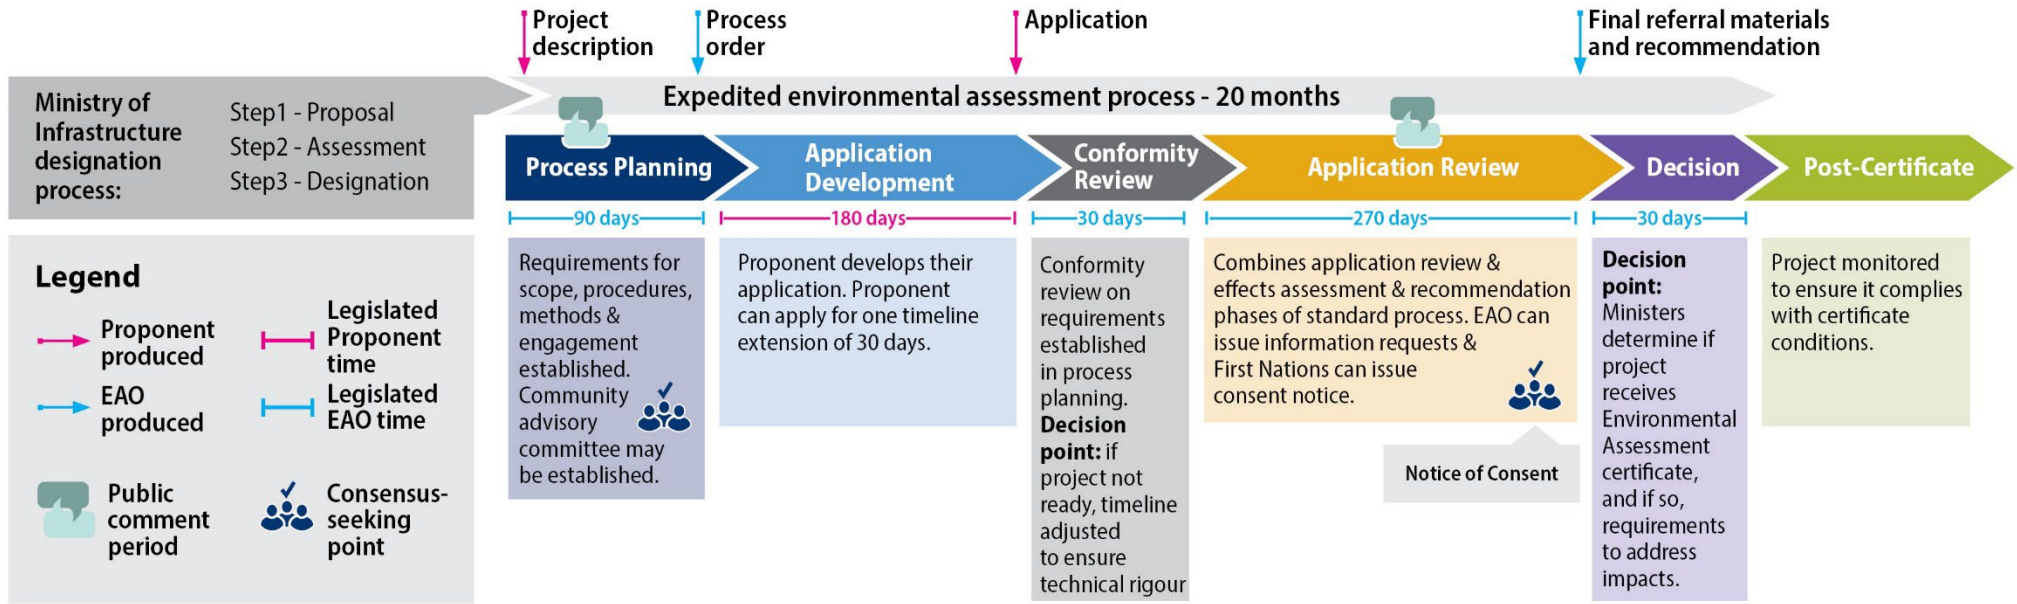 Project
description
Process
order
Application
Final referral materials
and recommendation
Ministry of
Infrastructure
designation
process:
Step1 - Proposal
Step2 - Assessment
Step3 - Designation
Expedited environmental assessment process - 20 months
Process Planning
Application
Development
Conformity
Review
Application Review
Decision
Post-Certificate
90 days
180 days
30 days
270 days
30 days
Legend
Proponent
produced
Legislated
Proponent
time
EAO
produced
Legislated
EAO time
Public
comment
period
Consensus-
seeking
point
Requirements for
scope, procedures,
methods &
engagement
established.
Community
advisory
committee may
be established.
Proponent develops their
application. Proponent
can apply for one timeline
extension of 30 days.
Conformity
review on
requirements
established
in process
planning.
Decision
point: if
project not
ready, timeline
adjusted
to ensure
technical rigour
Combines application review &
effects assessment & recommendation
phases of standard process. EAO can
issue information requests &
First Nations can issue
consent notice.
Notice of Consent
Decision
point:
Ministers
determine if
project
receives
Environmental
Assessment
certificate,
and if so,
requirements
to address
impacts.
Project monitored
to ensure it complies
with certificate
conditions.